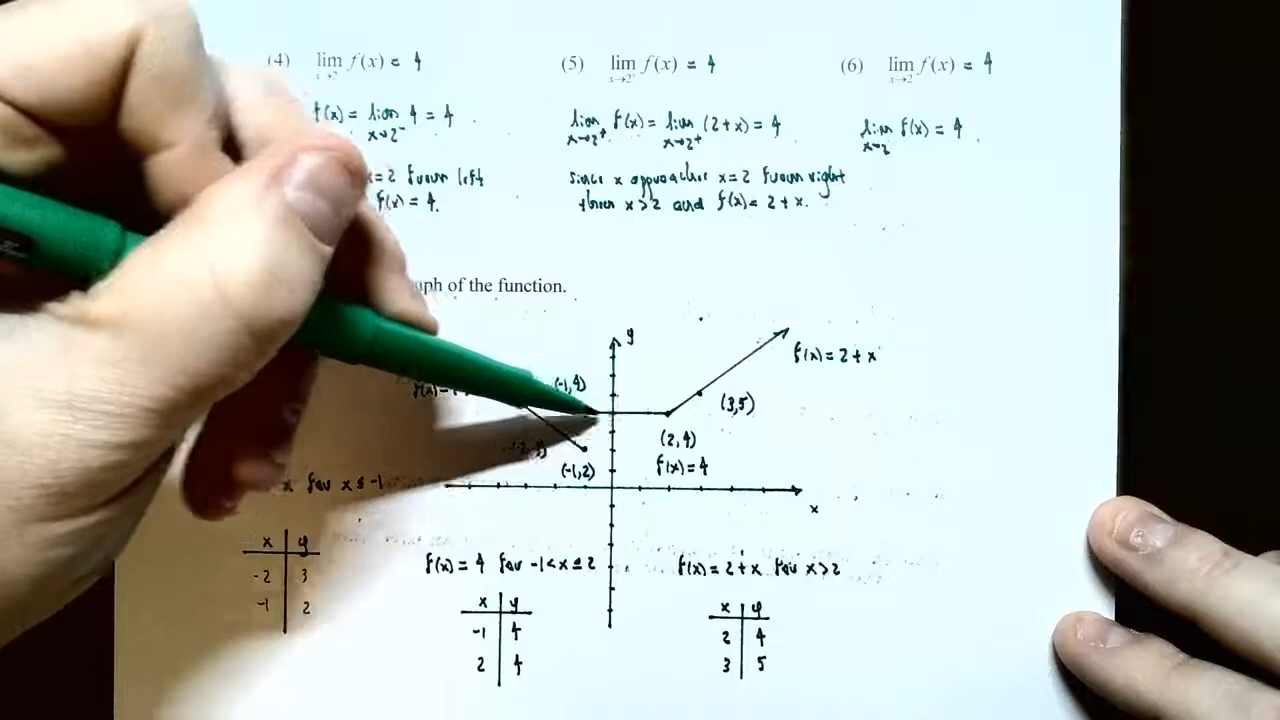 (4) lim f(x) = 4
x→2⁻
(5) lim f(x) = 4
x→2⁺
(6) lim f(x) = 4
x→2
f(x) = lim 4 = 4
x→2⁻
lim f(x) = lim (2+x) = 4
x→2⁺ x→2⁺
lim f(x) = 4.
x→2
x=2 from left
f(x) = 4.
since x approaches x=2 from right
then x>2 and f(x) = 2+x.
of the function.
y
f(x) = 2+x
(-1,4)
(3,5)
(2,4)
f(x)=4
(-1,2)
x
x for x ≤ -1
x y
-2 3
-1 2
f(x) = 4 for -1<x≤2
x y
-1 4
2 4
f(x) = 2+x for x>2
x y
2 4
3 5